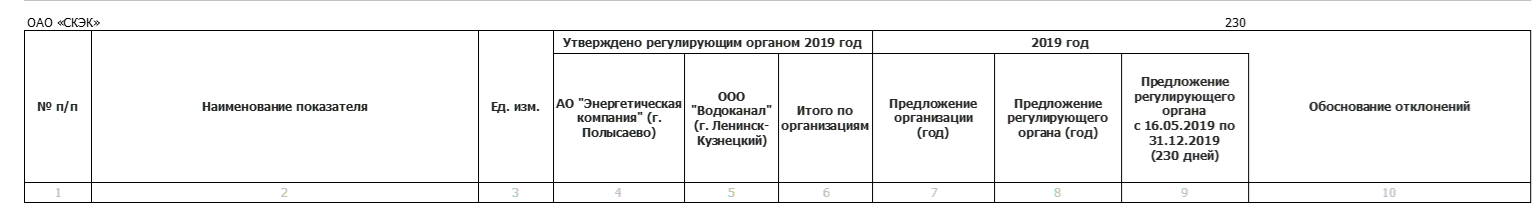 ОАО «СКЭК»
230
№ п/п
Наименование показателя
Ед. изм.
Утверждено регулирующим органом 2019 год
2019 год
Обоснование отклонений
АО "Энергетическая
компания" (г.
Полысаево)
ООО
"Водоканал"
(г. Ленинск-
Кузнецкий)
Итого по
организациям
Предложение
организации
(год)
Предложение
регулирующего
органа (год)
Предложение
регулирующего
органа
с 16.05.2019 по
31.12.2019
(230 дней)
1
2
3
4
5
6
7
8
9
10